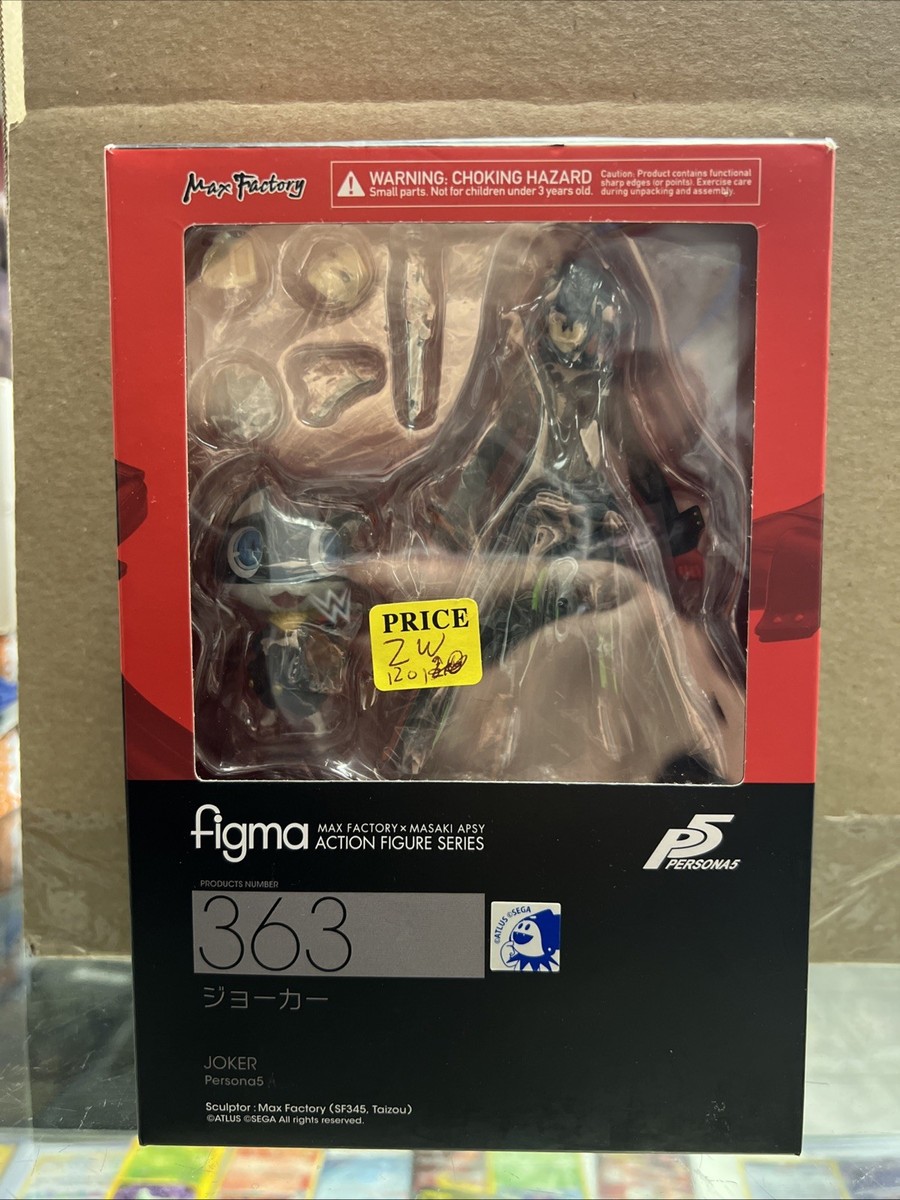 Max Factory
WARNING: CHOKING HAZARD
Small parts. Not for children under 3 years old.
Caution: Product contains functional
sharp edges (or points). Exercise care
during unpacking and assembly.
W
PRICE
ZW
120
figma
MAX FACTORY×MASAKI APSY
ACTION FIGURE SERIES
P5
PERSONA5
PRODUCTS NUMBER
363
©ATLUS ©SEGA
ジョーカー
JOKER
Persona5
Sculptor : Max Factory (SF345, Taizou)
©ATLUS ©SEGA All rights reserved.